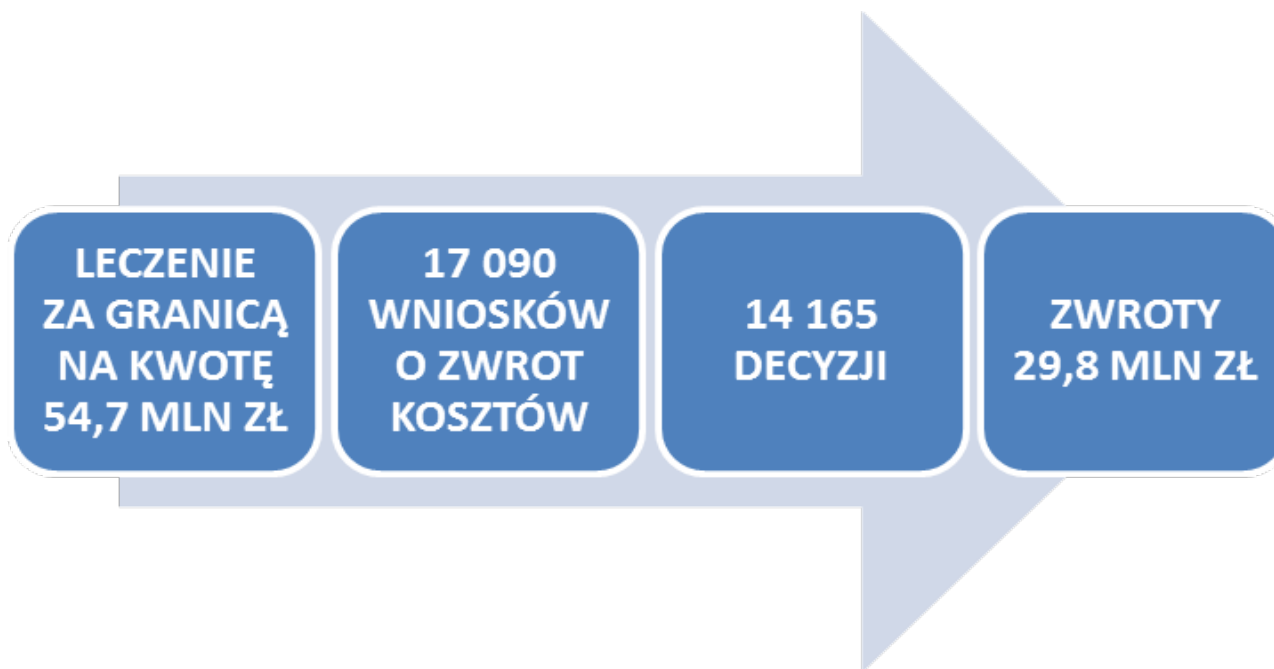 LECZENIE
ZA GRANICĄ
NA KWOTĘ
54,7 MLN ZŁ
17 090
WNIOSKÓW
O ZWROT
KOSZTÓW
14 165
DECYZJI
ZWROTY
29,8 MLN ZŁ